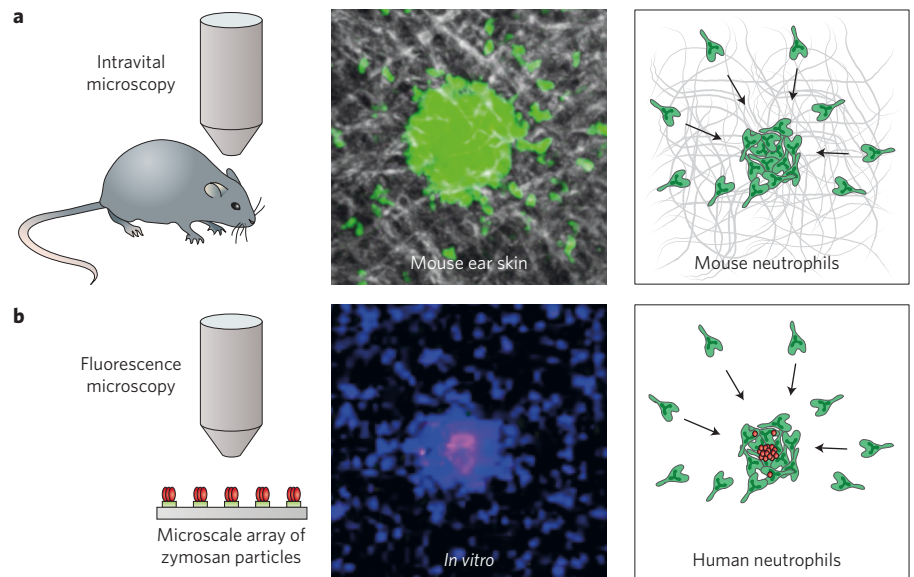 a
Intravital
microscopy
Mouse ear skin
Mouse neutrophils
b
Fluorescence
microscopy
Microscale array of
zymosan particles
In vitro
Human neutrophils